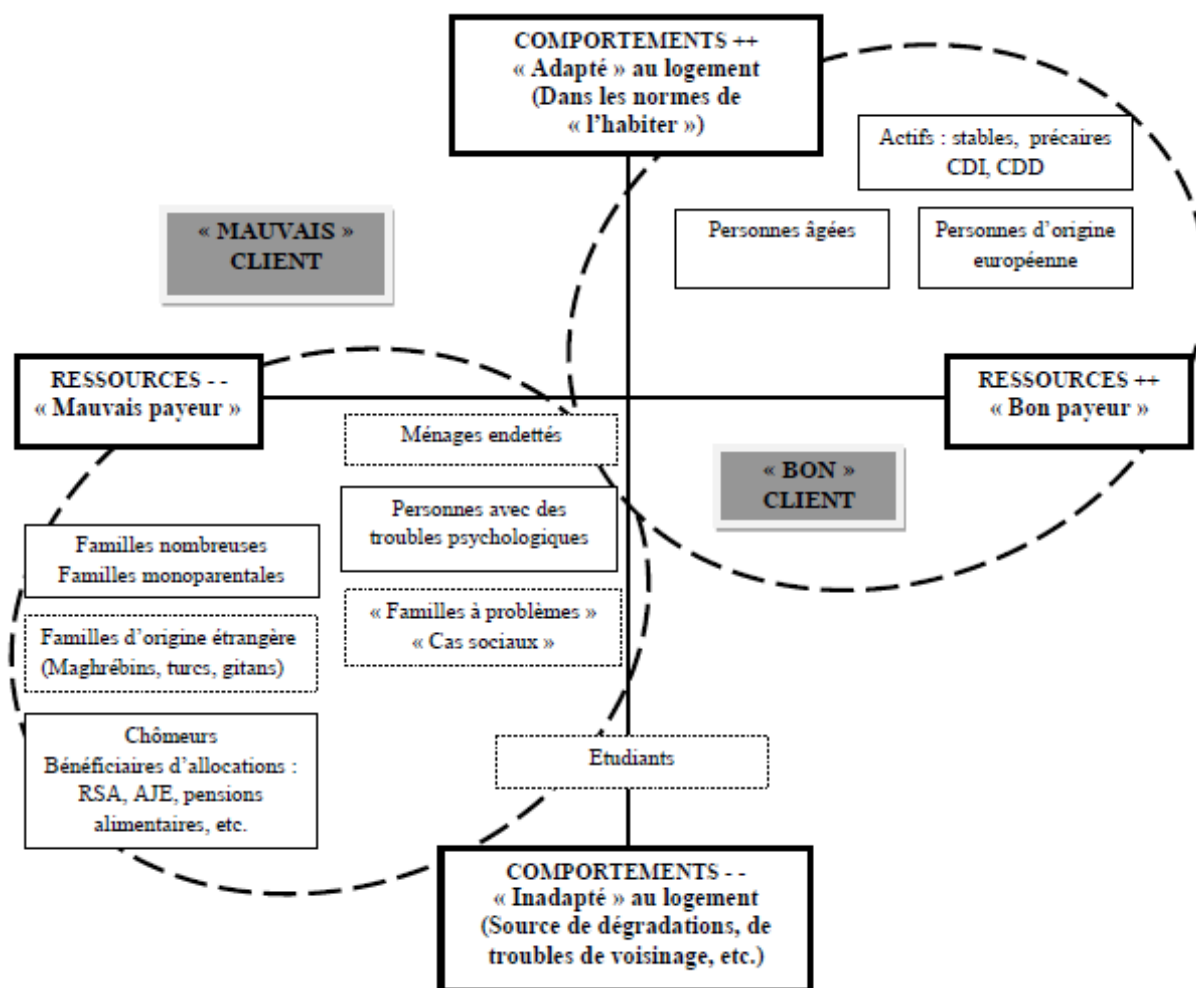 COMPORTEMENTS ++
« Adapté » au logement
(Dans les normes de
« l’habiter »)
Actifs : stables, précaires
CDI, CDD
« MAUVAIS »
CLIENT
Personnes âgées
Personnes d’origine
européenne
RESSOURCES - -
« Mauvais payeur »
RESSOURCES ++
« Bon payeur »
Ménages endettés
« BON »
CLIENT
Personnes avec des
troubles psychologiques
Familles nombreuses
Familles monoparentales
« Familles à problèmes »
« Cas sociaux »
Familles d’origine étrangère
(Maghrébins, turcs, gitans)
Chômeurs
Bénéficiaires d’allocations :
RSA, AJE, pensions
alimentaires, etc.
Etudiants
COMPORTEMENTS - -
« Inadapté » au logement
(Source de dégradations, de
troubles de voisinage, etc.)